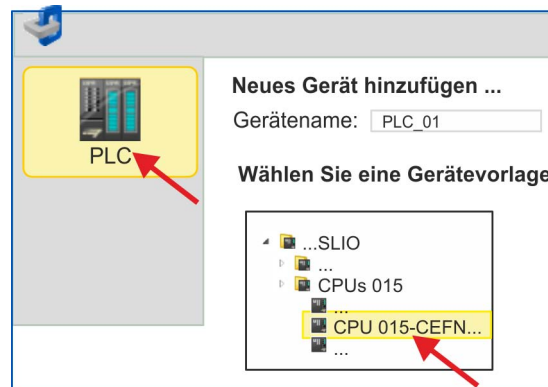 PLC
Neues Gerät hinzufügen ...
Gerätename: PLC_01
Wählen Sie eine Gerätevorlage
...SLIO
...
CPUs 015
...
CPU 015-CEFN...
...